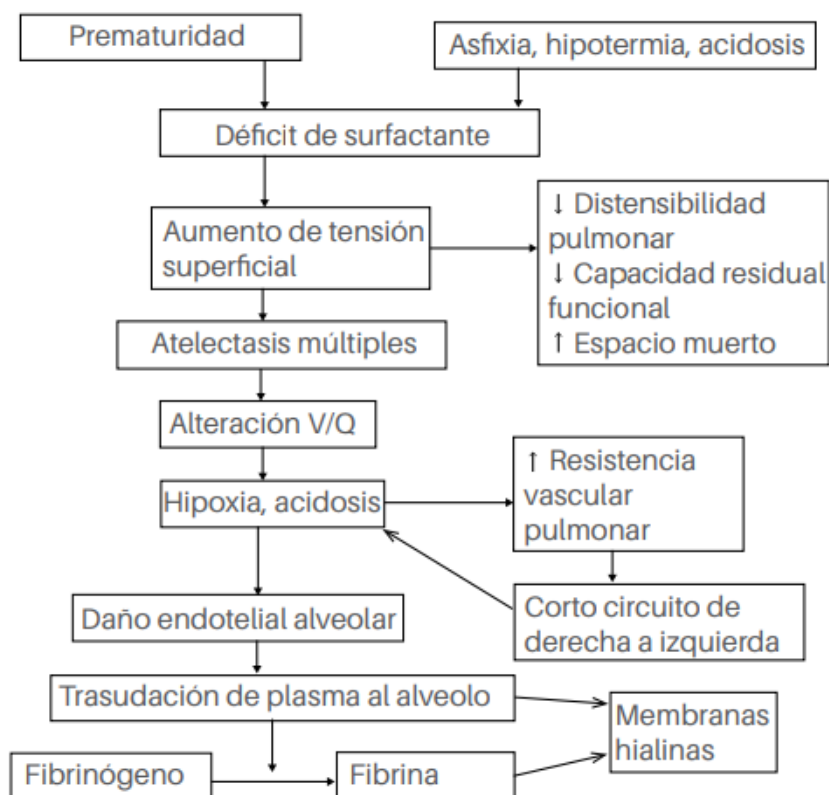 Prematuridad
Asfixia, hipotermia, acidosis
Déficit de surfactante
Aumento de tensión
superficial
↓ Distensibilidad
pulmonar
↓ Capacidad residual
funcional
↑ Espacio muerto
Atelectasis múltiples
Alteración V/Q
Hipoxia, acidosis
↑ Resistencia
vascular
pulmonar
Corto circuito de
derecha a izquierda
Daño endotelial alveolar
Trasudación de plasma al alveolo
Membranas
hialinas
Fibrinógeno
Fibrina